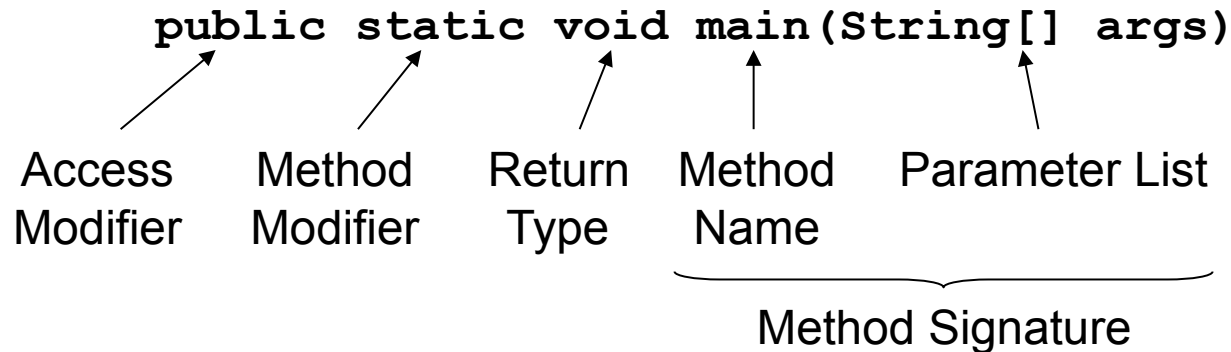 public static void main(String[] args)
Access Method Return Method Parameter List
Modifier Modifier Type Name
Method Signature